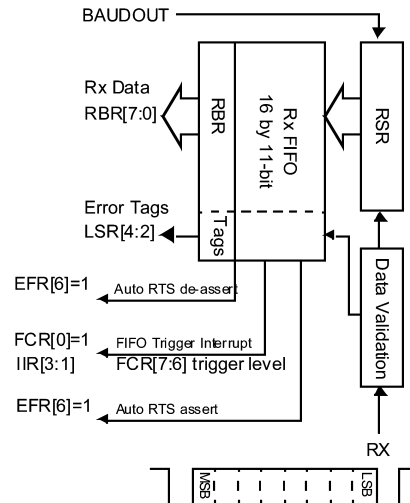 BAUDOUT
Rx Data
RBR[7:0]
RBR
Rx FIFO
16 by 11-bit
RSR
Error Tags
LSR[4:2]
Tags
Data Validation
EFR[6]=1
Auto RTS de-assert
FCR[0]=1
FIFO Trigger Interrupt
IIR[3:1]
FCR[7:6] trigger level
EFR[6]=1
Auto RTS assert
RX
MSB
LSB